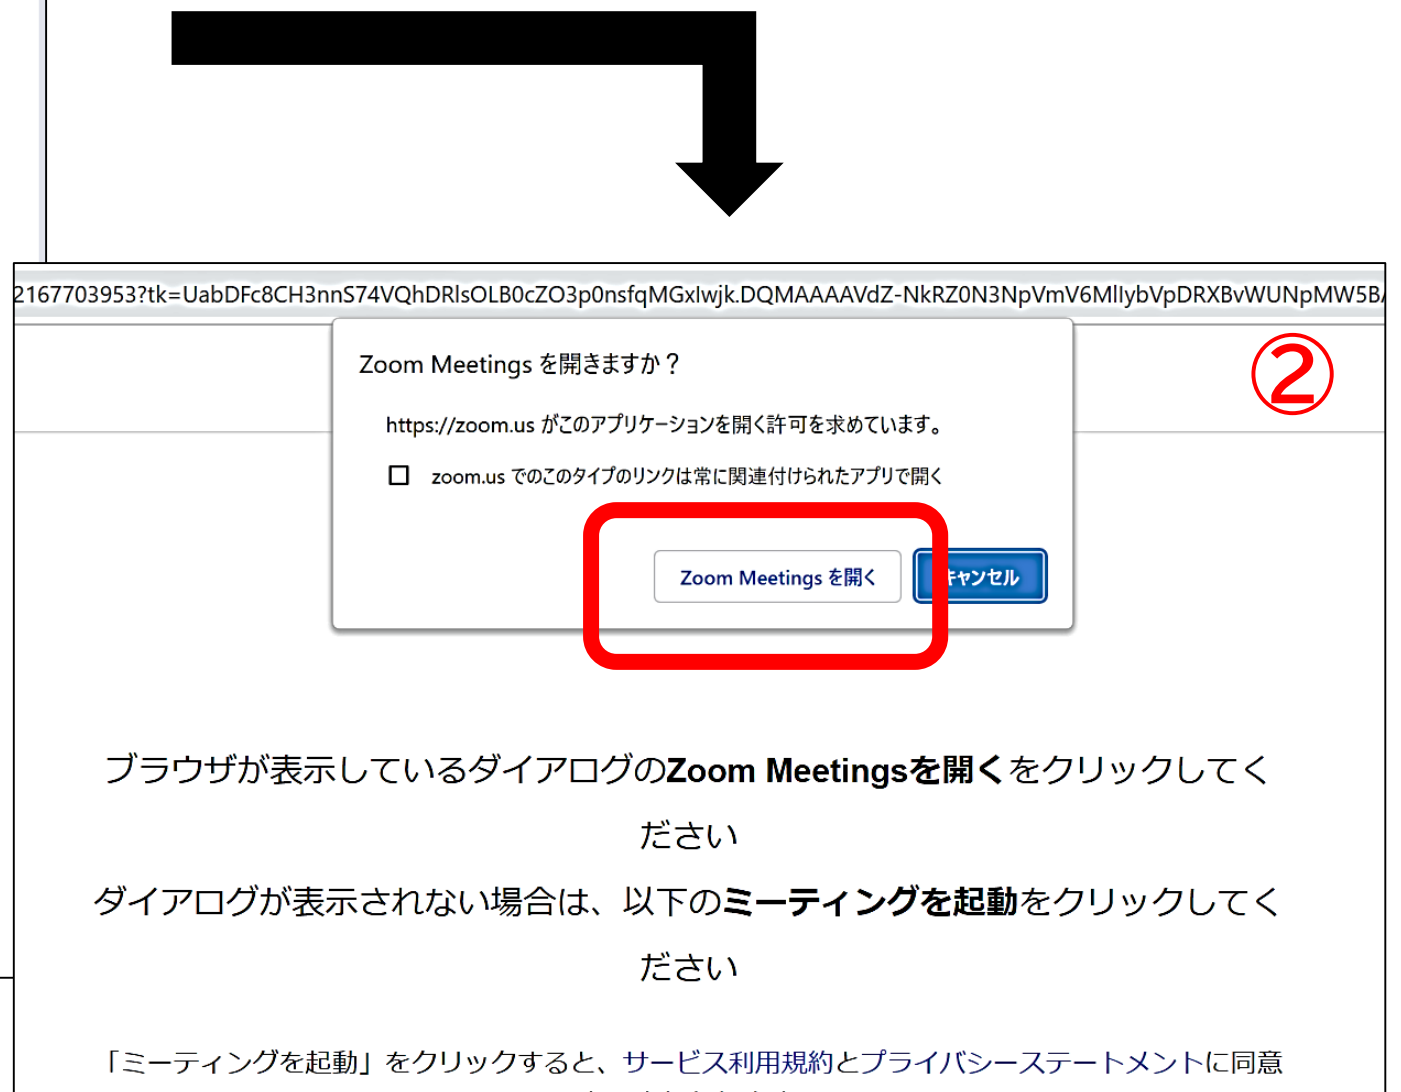 2167703953?tk=UabDFc8CH3nnS74VQhDRlsOLB0cZO3p0nsfqMGxIwjk.DQMAAAAVdZ-NkRZ0N3NpVmV6MlIybVpDRXBvWUNpMW5B
Zoom Meetings を開きますか？
②
https://zoom.us がこのアプリケーションを開く許可を求めています。
zoom.us でのこのタイプのリンクは常に関連付けられたアプリで開く
Zoom Meetings を開く
キャンセル
ブラウザが表示しているダイアログのZoom Meetingsを開くをクリックしてく
ださい
ダイアログが表示されない場合は、以下のミーティングを起動をクリックしてく
ださい
「ミーティングを起動」をクリックすると、サービス利用規約とプライバシーステートメントに同意